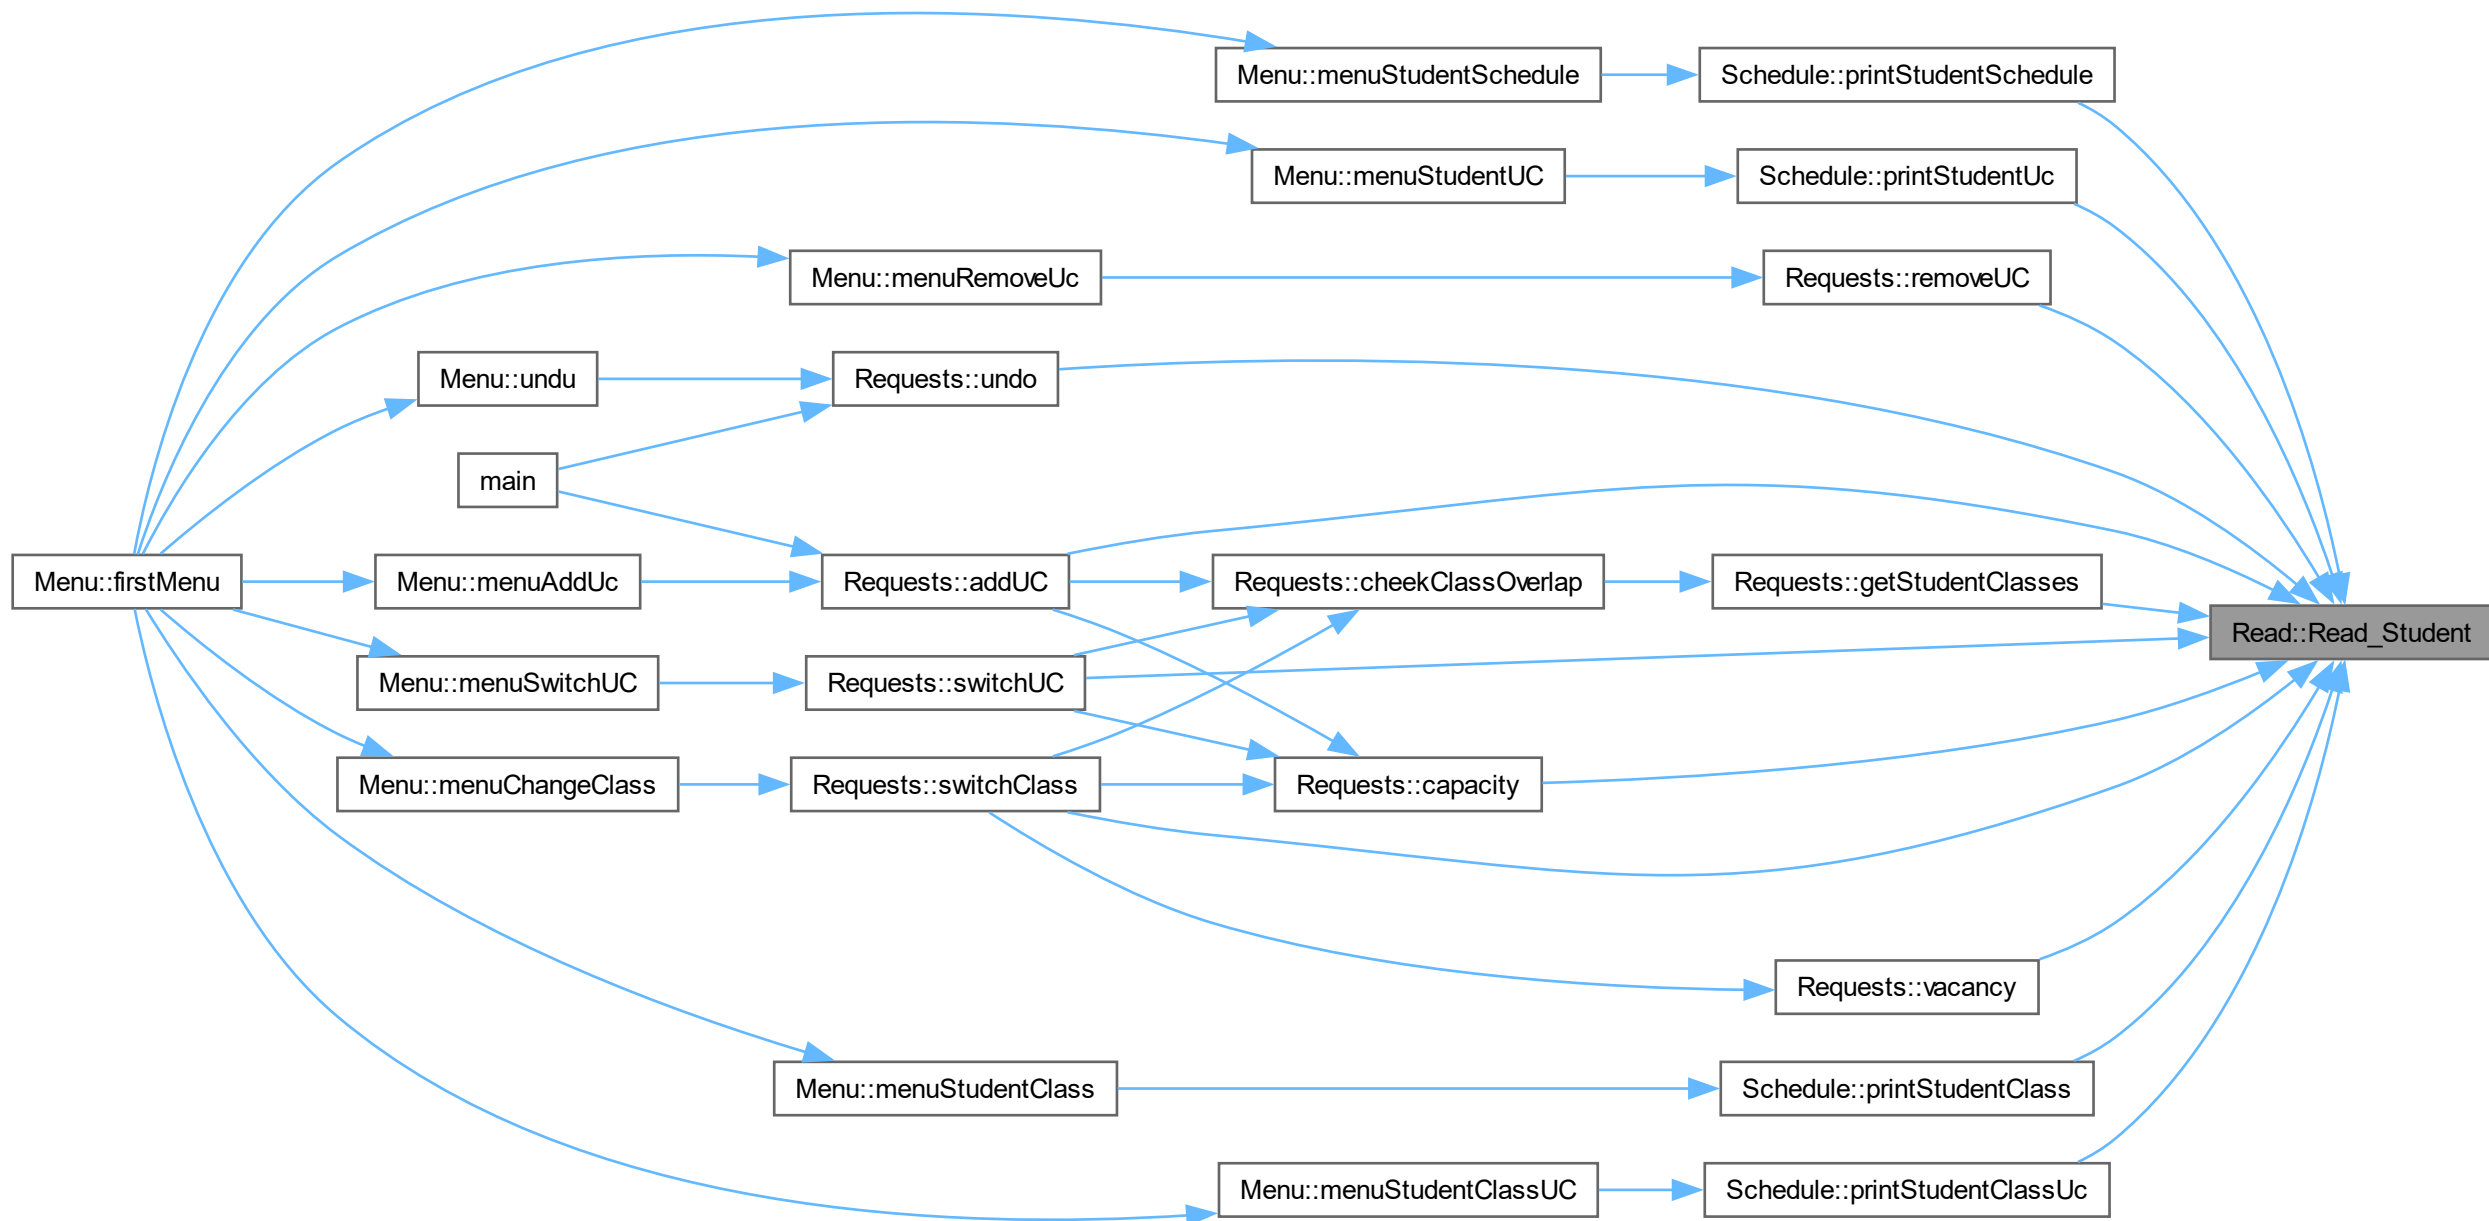 Menu::menuStudentSchedule
Schedule::printStudentSchedule
Menu::menuStudentUC
Schedule::printStudentUc
Menu::menuRemoveUc
Requests::removeUC
Menu::undu
Requests::undo
main
Menu::firstMenu
Menu::menuAddUc
Requests::addUC
Requests::cheekClassOverlap
Requests::getStudentClasses
Read::Read_Student
Menu::menuSwitchUC
Requests::switchUC
Menu::menuChangeClass
Requests::switchClass
Requests::capacity
Requests::vacancy
Menu::menuStudentClass
Schedule::printStudentClass
Menu::menuStudentClassUC
Schedule::printStudentClassUc